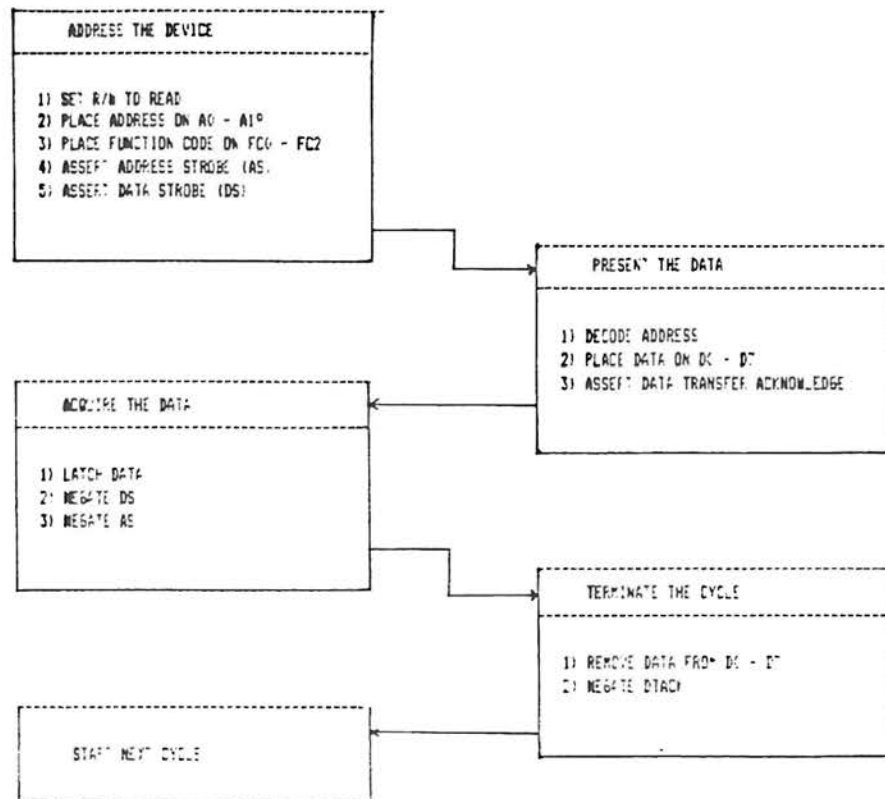 ADDRESS THE DEVICE
1) SET R/W TO READ
2) PLACE ADDRESS ON A0 - A19
3) PLACE FUNCTION CODE ON FC0 - FC2
4) ASSERT ADDRESS STROBE (AS)
5) ASSERT DATA STROBE (DS)
PRESENT THE DATA
1) DECODE ADDRESS
2) PLACE DATA ON D0 - D7
3) ASSERT DATA TRANSFER ACKNOWLEDGE
ACQUIRE THE DATA
1) LATCH DATA
2) NEGATE DS
3) NEGATE AS
TERMINATE THE CYCLE
1) REMOVE DATA FROM D0 - D7
2) NEGATE DTACK
START NEXT CYCLE